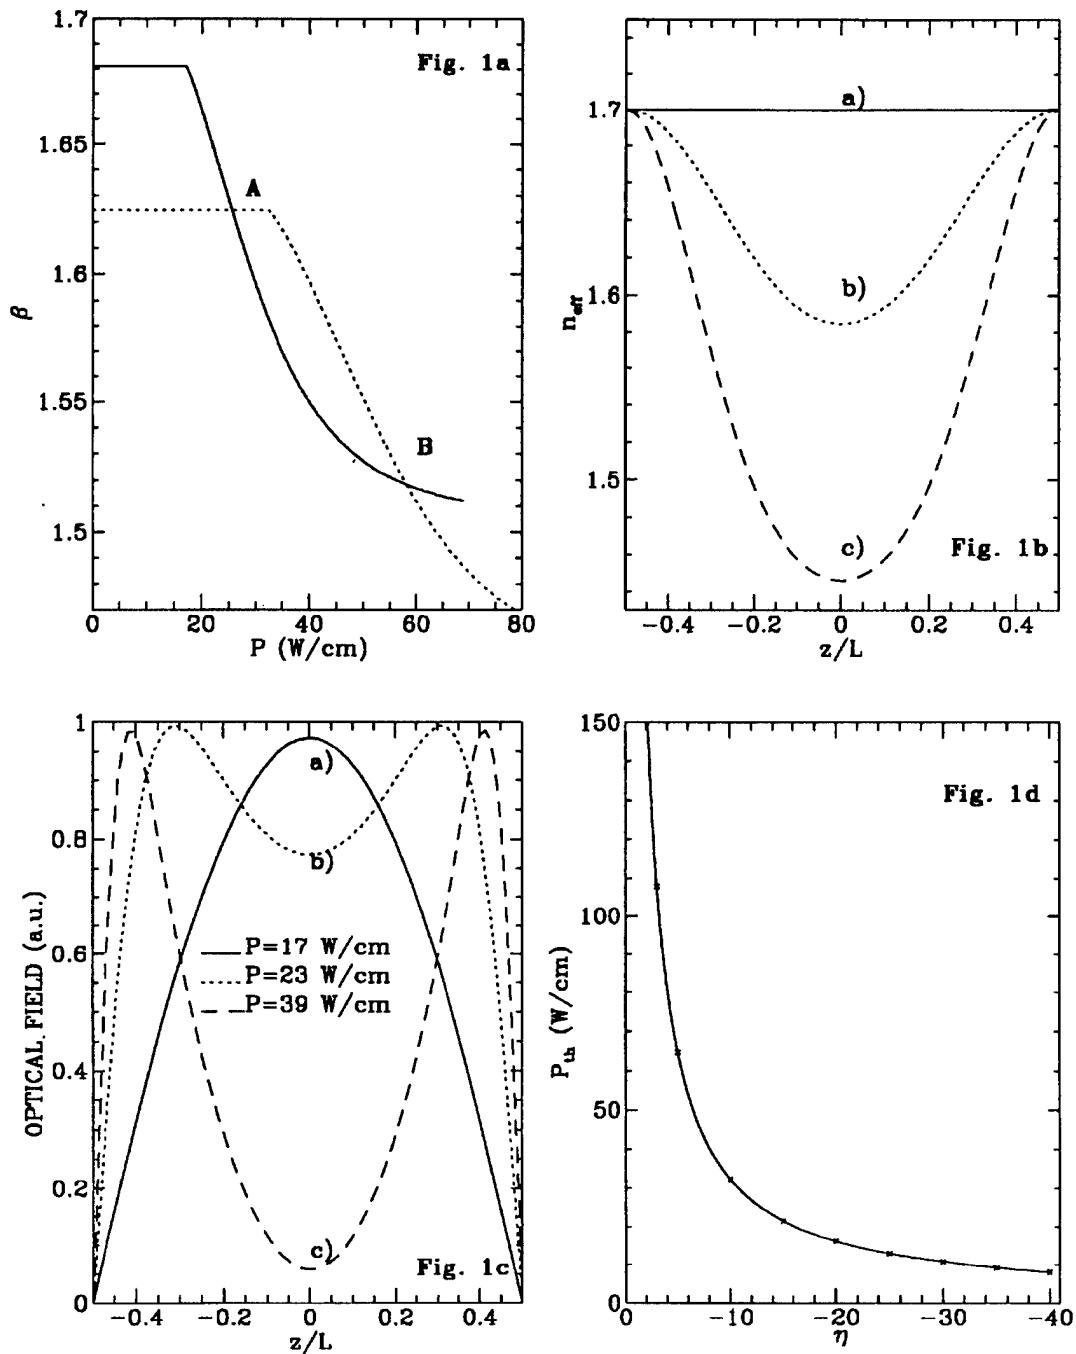 1.7
Fig. 1a
1.65
A
1.6
β
1.55
B
1.5
0 20 40 60 80
P (W/cm)
a)
1.7
b)
1.6
n_eff
1.5
c)
Fig. 1b
−0.4 −0.2 0 0.2 0.4
z/L
1
a)
0.8
b)
OPTICAL FIELD (a.u.)
0.6
P=17 W/cm
P=23 W/cm
P=39 W/cm
0.4
0.2
c)
Fig. 1c
0
−0.4 −0.2 0 0.2 0.4
z/L
150
Fig. 1d
100
P_th (W/cm)
50
0
0 −10 −20 −30 −40
η